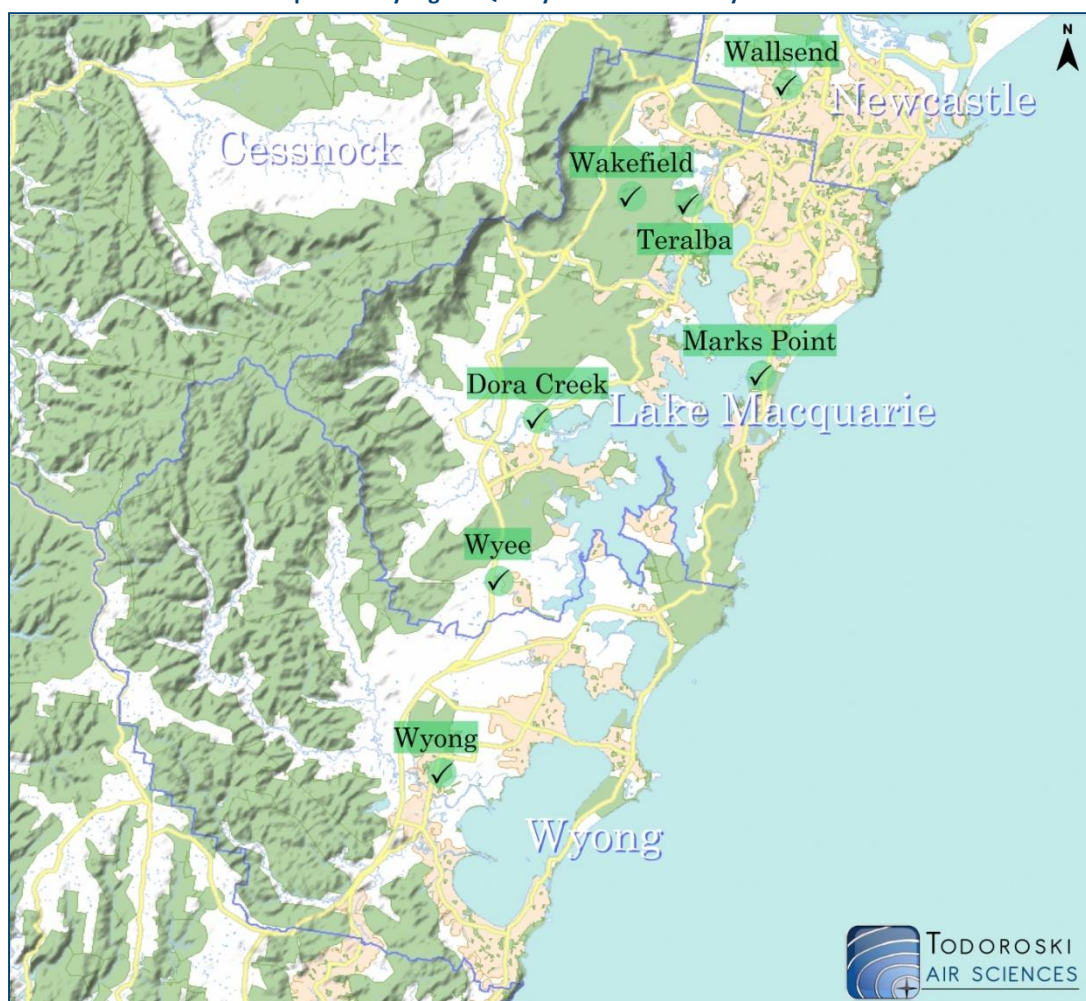 Wallsend
N
Newcastle
Cessnock
Wakefield
Teralba
Marks Point
Dora Creek
Lake Macquarie
Wyee
Wyong
Wyong
TODOROSKI
AIR SCIENCES